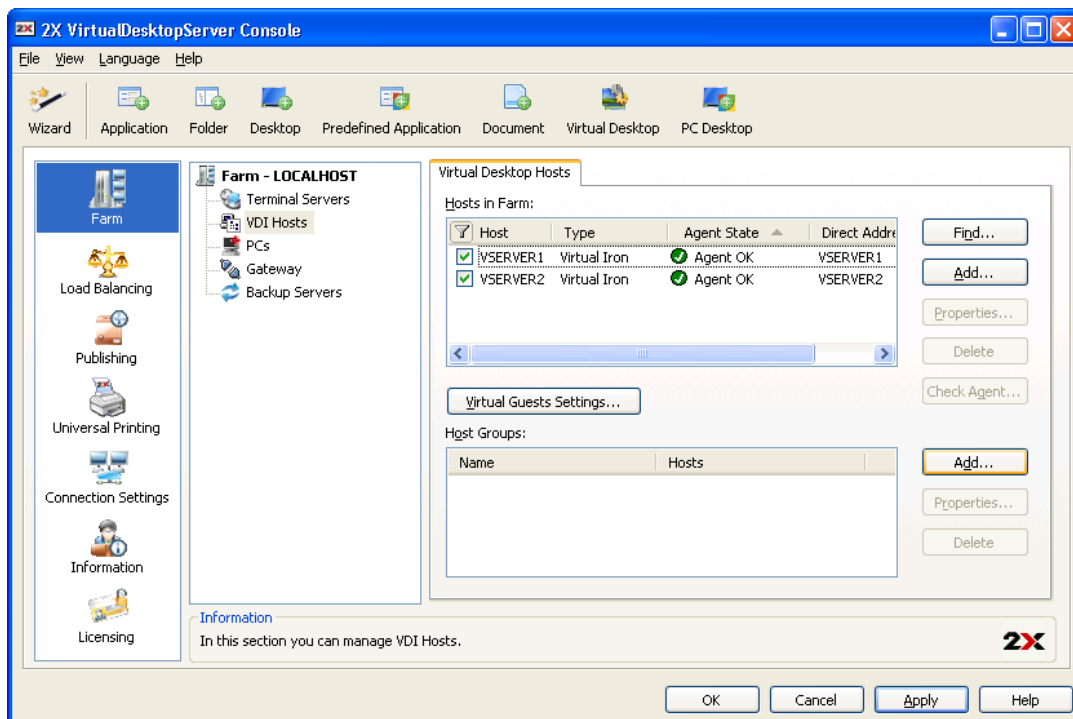 2X VirtualDesktopServer Console
File View Language Help
Wizard Application Folder Desktop Predefined Application Document Virtual Desktop PC Desktop
Farm
Load Balancing
Publishing
Universal Printing
Connection Settings
Information
Licensing
Farm - LOCALHOST
Terminal Servers
VDI Hosts
PCs
Gateway
Backup Servers
Virtual Desktop Hosts
Hosts in Farm:
Host Type Agent State Direct Addre
VSERVER1 Virtual Iron Agent OK VSERVER1
VSERVER2 Virtual Iron Agent OK VSERVER2
Find...
Add...
Properties...
Delete
Check Agent...
Virtual Guests Settings...
Host Groups:
Name Hosts
Add...
Properties...
Delete
Information
In this section you can manage VDI Hosts.
2X
OK Cancel Apply Help